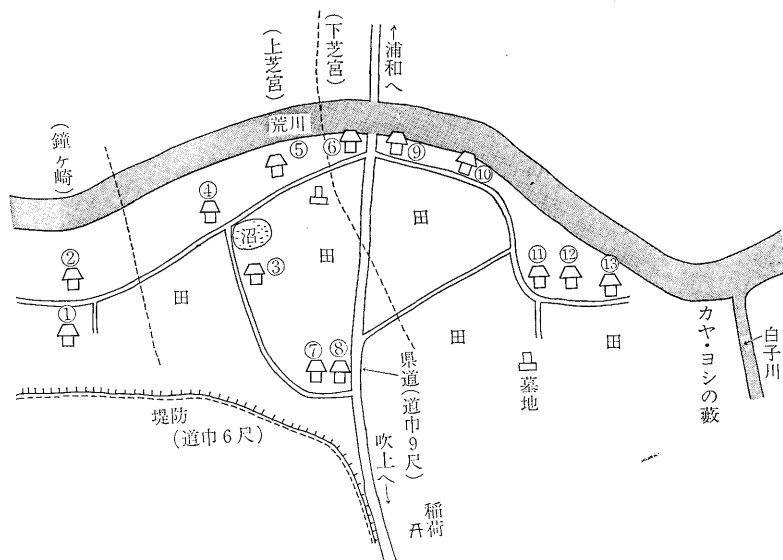 (下芝宮)
(上芝宮)
←浦和へ
荒川
(鐘ヶ崎)
⑤
⑥
⑨
⑩
④
沼
田
②
③
田
⑪
⑫
⑬
①
田
田
田
⑦
⑧
墓地
カヤ・ヨシの藪
白子川
堤防
(道巾6尺)
県道(道巾9尺)
吹上へ→
稲荷